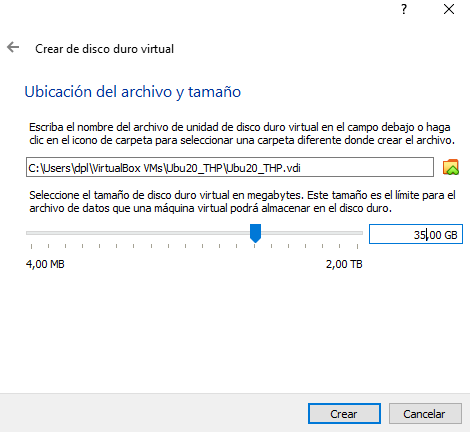 ?
Crear de disco duro virtual
Ubicación del archivo y tamaño
Escriba el nombre del archivo de unidad de disco duro virtual en el campo debajo o haga
clic en el icono de carpeta para seleccionar una carpeta diferente donde crear el archivo.
C:\Users\dpl\VirtualBox VMs\Ubu20_THP\Ubu20_THP.vdi
Seleccione el tamaño de disco duro virtual en megabytes. Este tamaño es el límite para el
archivo de datos que una máquina virtual podrá almacenar en el disco duro.
35,00 GB
4,00 MB 2,00 TB
Crear Cancelar